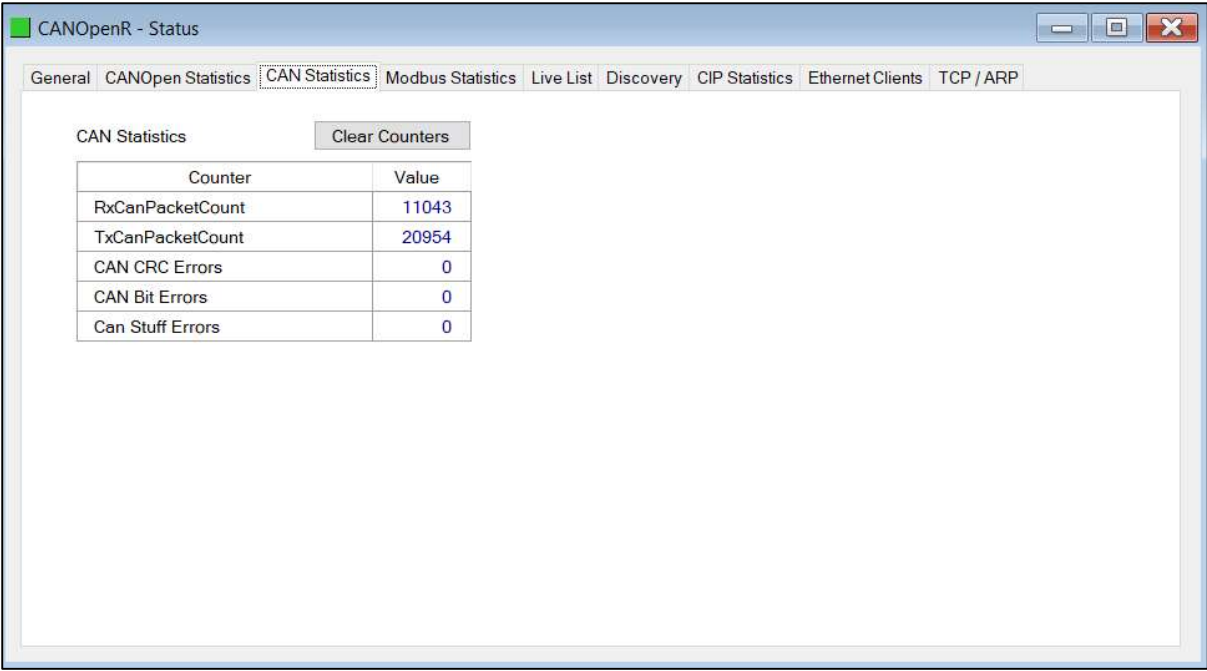 CANOpenR - Status
General CANOpen Statistics CAN Statistics Modbus Statistics Live List Discovery CIP Statistics Ethernet Clients TCP / ARP
CAN Statistics Clear Counters
Counter Value
RxCanPacketCount 11043
TxCanPacketCount 20954
CAN CRC Errors 0
CAN Bit Errors 0
Can Stuff Errors 0